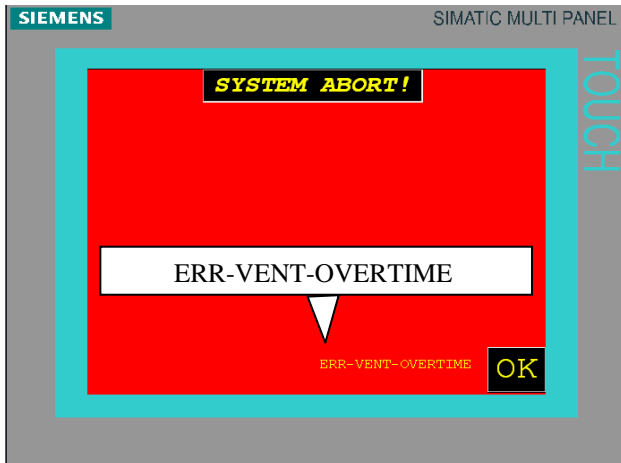 SIEMENS
SIMATIC MULTI PANEL
TOUCH
SYSTEM ABORT!
ERR-VENT-OVERTIME
ERR-VENT-OVERTIME
OK